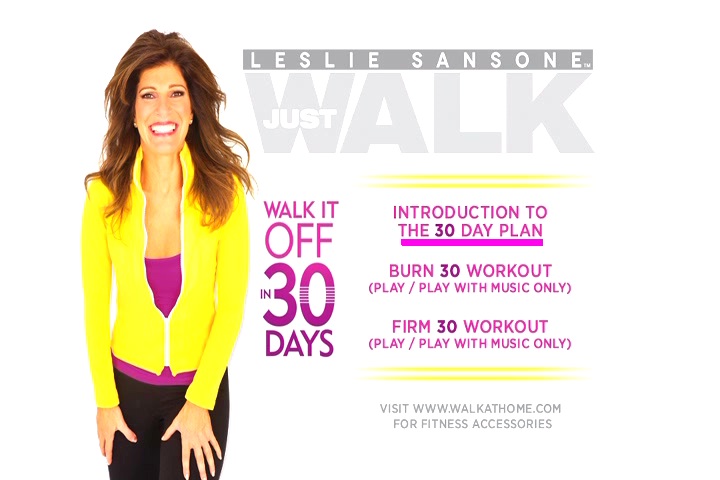 LESLIE SANSONE™
JUST WALK
WALK IT
OFF
IN 30
DAYS
INTRODUCTION TO
THE 30 DAY PLAN
BURN 30 WORKOUT
(PLAY / PLAY WITH MUSIC ONLY)
FIRM 30 WORKOUT
(PLAY / PLAY WITH MUSIC ONLY)
VISIT WWW.WALKATHOME.COM
FOR FITNESS ACCESSORIES